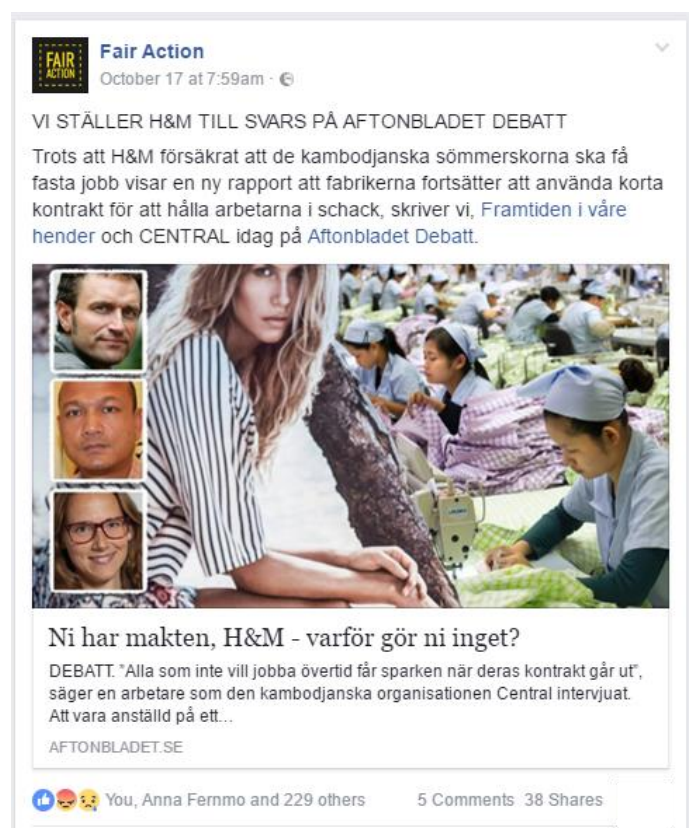 FAIR
ACTION
Fair Action
October 17 at 7:59am ·
VI STÄLLER H&M TILL SVARS PÅ AFTONBLADET DEBATT
Trots att H&M försäkrat att de kambodjanska sömmerskorna ska få
fasta jobb visar en ny rapport att fabrikerna fortsätter att använda korta
kontrakt för att hålla arbetarna i schack, skriver vi, Framtiden i våre
hender och CENTRAL idag på Aftonbladet Debatt.
Ni har makten, H&M - varför gör ni inget?
DEBATT. "Alla som inte vill jobba övertid får sparken när deras kontrakt går ut",
säger en arbetare som den kambodjanska organisationen Central intervjuat.
Att vara anställd på ett...
AFTONBLADET.SE
You, Anna Fernmo and 229 others 5 Comments 38 Shares